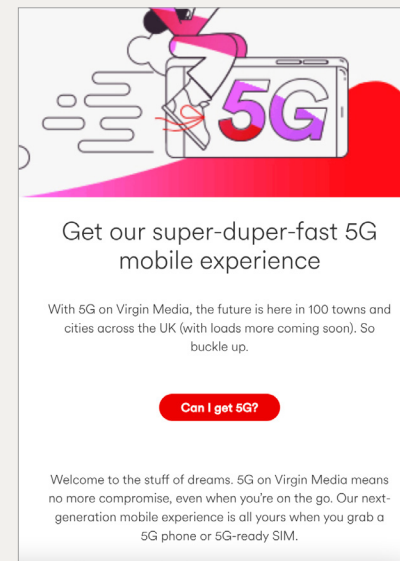 5G
Get our super-duper-fast 5G
mobile experience
With 5G on Virgin Media, the future is here in 100 towns and
cities across the UK (with loads more coming soon). So
buckle up.
Can I get 5G?
Welcome to the stuff of dreams. 5G on Virgin Media means
no more compromise, even when you're on the go. Our next-
generation mobile experience is all yours when you grab a
5G phone or 5G-ready SIM.